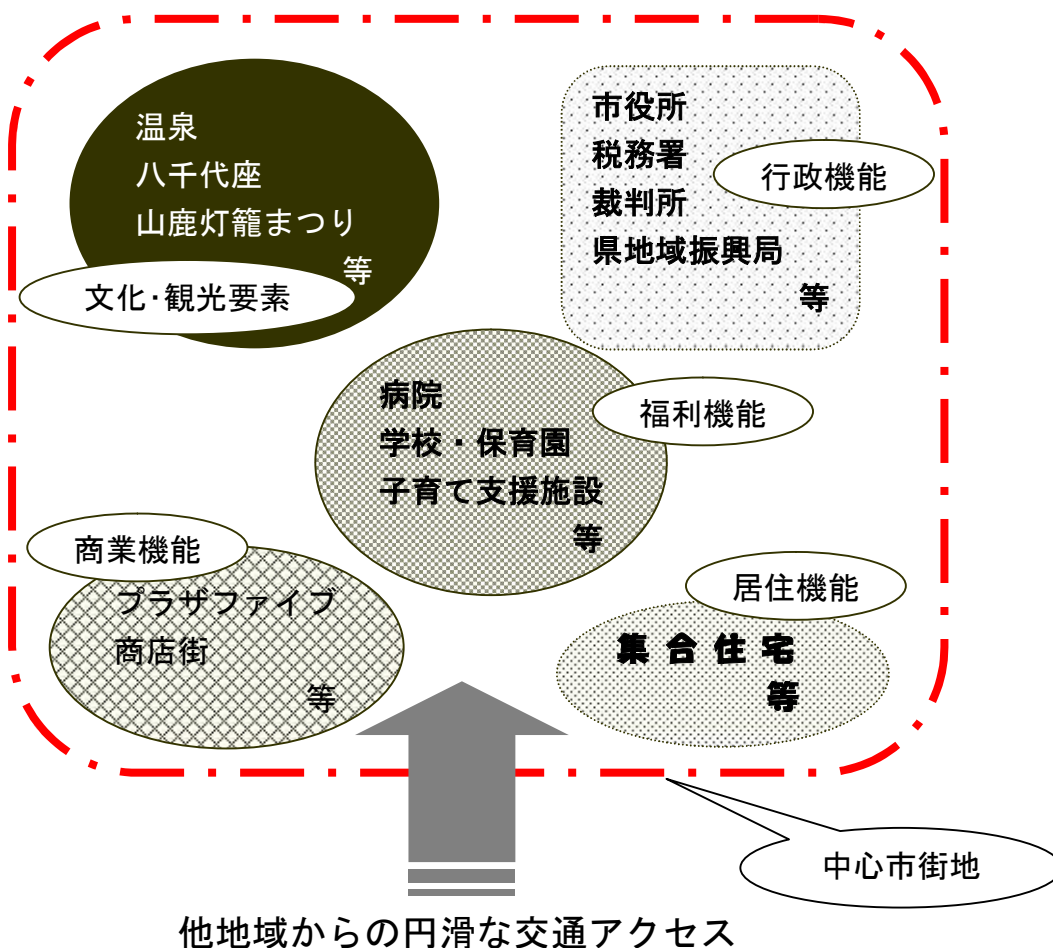 温泉
八千代座
山鹿灯籠まつり
等
文化・観光要素
市役所
税務署
裁判所
県地域振興局
等
行政機能
病院
学校・保育園
子育て支援施設
等
福利機能
商業機能
プラザファイブ
商店街
等
居住機能
集合住宅
等
中心市街地
他地域からの円滑な交通アクセス